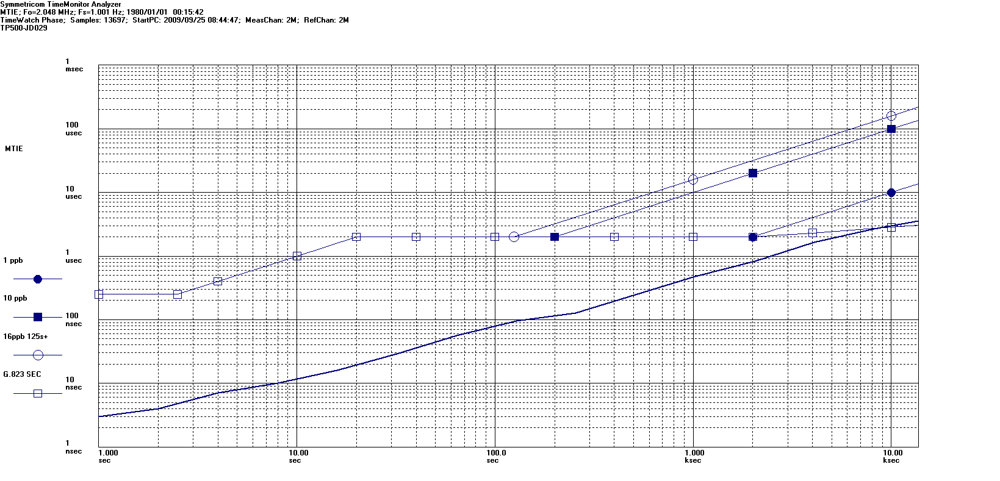 Symmetricom TimeMonitor Analyzer
MTIE; Fo=2.048 MHz; Fs=1.001 Hz; 1980/01/01 00:15:42
TimeWatch Phase; Samples: 13697; StartPC: 2009/09/25 08:44:47; MeasChan: 2M; RefChan: 2M
TP500-JD029
1
msec
100
usec
MTIE
10
usec
1
usec
1 ppb
10 ppb
100
nsec
16ppb 125s+
G.823 SEC
10
nsec
1
nsec
1.000 10.00 100.0 1.000 10.00
sec sec sec ksec ksec